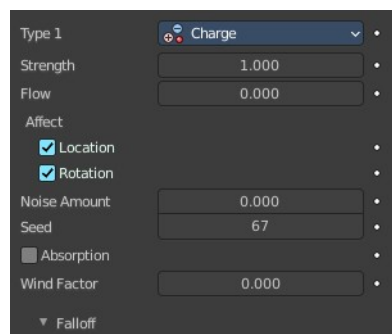 Type 1 Charge
Strength 1.000
Flow 0.000
Affect
Location
Rotation
Noise Amount 0.000
Seed 67
Absorption
Wind Factor 0.000
Falloff